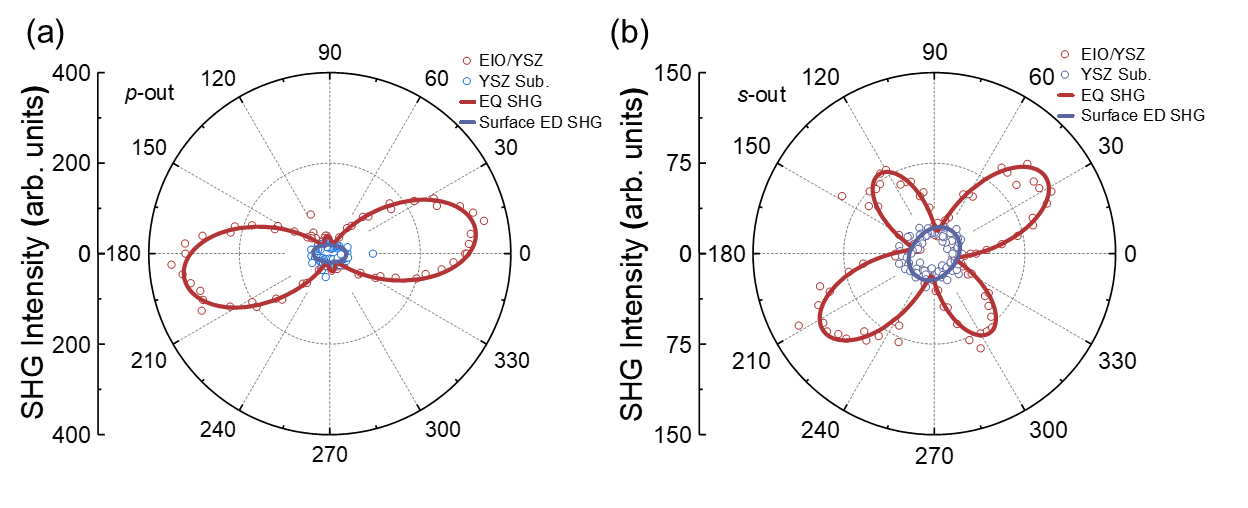 (a)
SHG Intensity (arb. units)
400
200
0
200
400
p-out
90
120
60
150
30
180
0
210
330
240
300
270
EIO/YSZ
YSZ Sub.
EQ SHG
Surface ED SHG
(b)
SHG Intensity (arb. units)
150
75
0
75
150
s-out
90
120
60
150
30
180
0
210
330
240
300
270
EIO/YSZ
YSZ Sub.
EQ SHG
Surface ED SHG